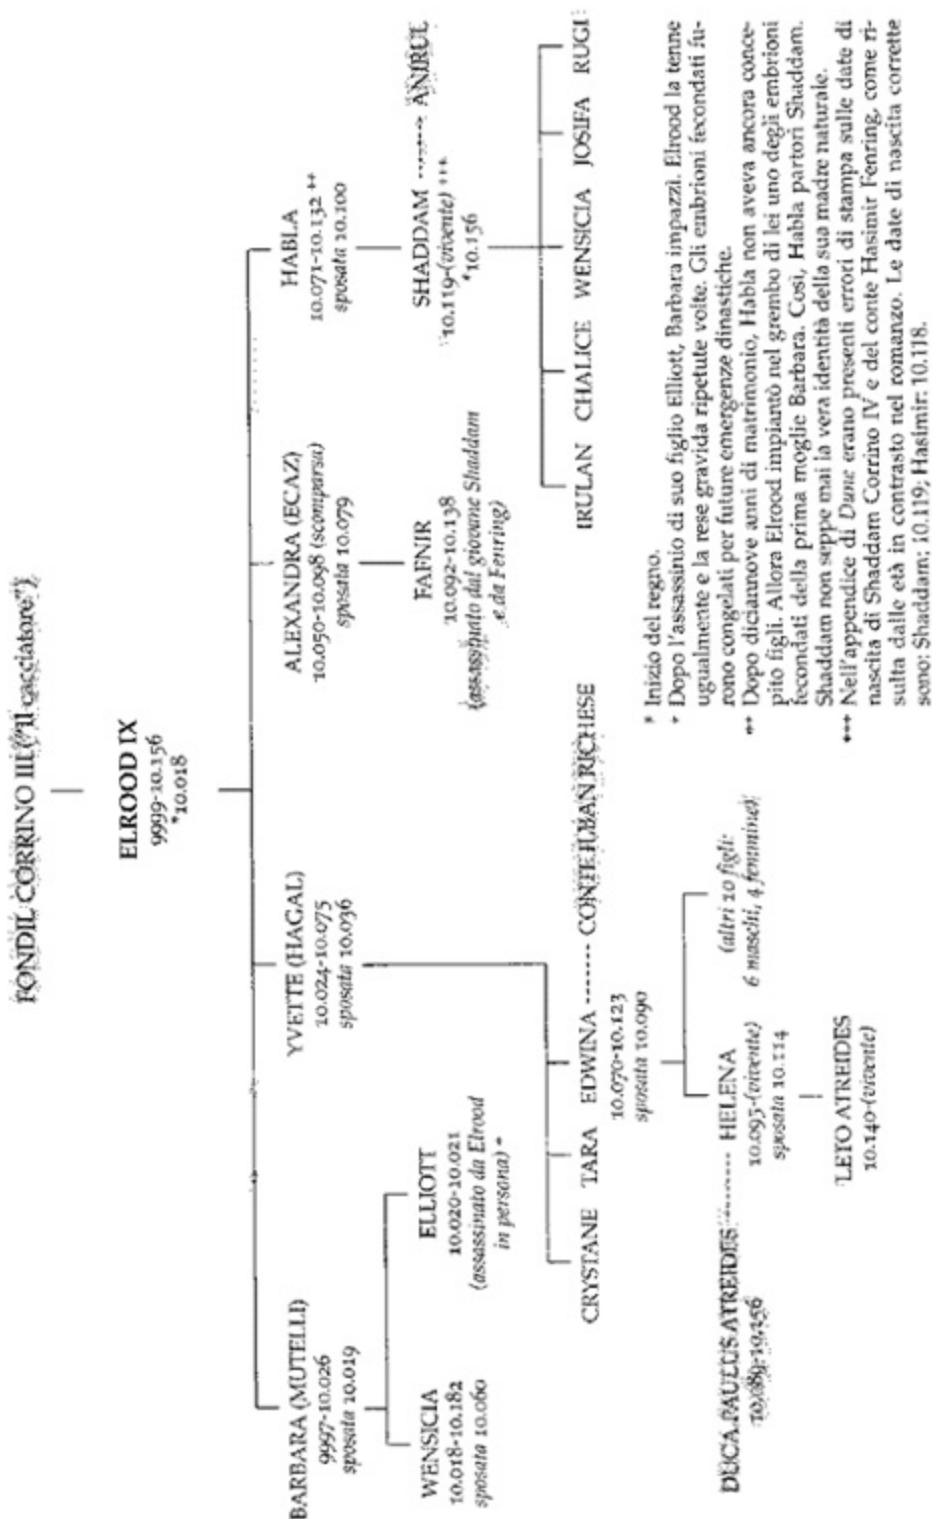 FONDIL CORRINO III ("Il cacciatore")
ELROOD IX
9999-10.156
*10.018
BARBARA (MUTELLI)
9997-10.026
sposata 10.019
YVETTE (HAGAL)
10.024-10.075
sposata 10.036
ALEXANDRA (ECAZ)
10.050-10.098 (scomparsa)
sposata 10.079
HABLA
10.071-10.132 **
sposata 10.100
WENSICIA
10.018-10.182
sposata 10.060
ELLIOTT
10.020-10.021
(assassinato da Elrood
in persona) +
FAFNIR
10.092-10.138
(assassinato dal giovane Shaddam
e da Fenring)
SHADDAM ------- ANIRUL
10.119-(vivente) +++
*10.156
CRYSTANE TARA EDWINA ------- CONTE ILBAN RICHESE
10.070-10.123
sposata 10.090
IRULAN CHALICE WENSICIA JOSIFA RUGI
DUCA PAULUS ATREIDES -------- HELENA
10.089-10.156
10.095-(vivente)
sposata 10.114
(altri 10 figli:
6 maschi, 4 femmine)
LETO ATREIDES
10.140-(vivente)
* Inizio del regno.
+ Dopo l'assassinio di suo figlio Elliott, Barbara impazzì. Elrood la tenne
ugualmente e la rese gravida ripetute volte. Gli embrioni fecondati fu-
rono congelati per future emergenze dinastiche.
++ Dopo diciannove anni di matrimonio, Habla non aveva ancora conce-
pito figli. Allora Elrood impiantò nel grembo di lei uno degli embrioni
fecondati della prima moglie Barbara. Così, Habla partorì Shaddam.
Shaddam non seppe mai la vera identità della sua madre naturale.
+++ Nell'appendice di Dune erano presenti errori di stampa sulle date di
nascita di Shaddam Corrino IV e del conte Hasimir Fenring, come ri-
sulta dalle età in contrasto nel romanzo. Le date di nascita corrette
sono: Shaddam: 10.119; Hasimir: 10.118.